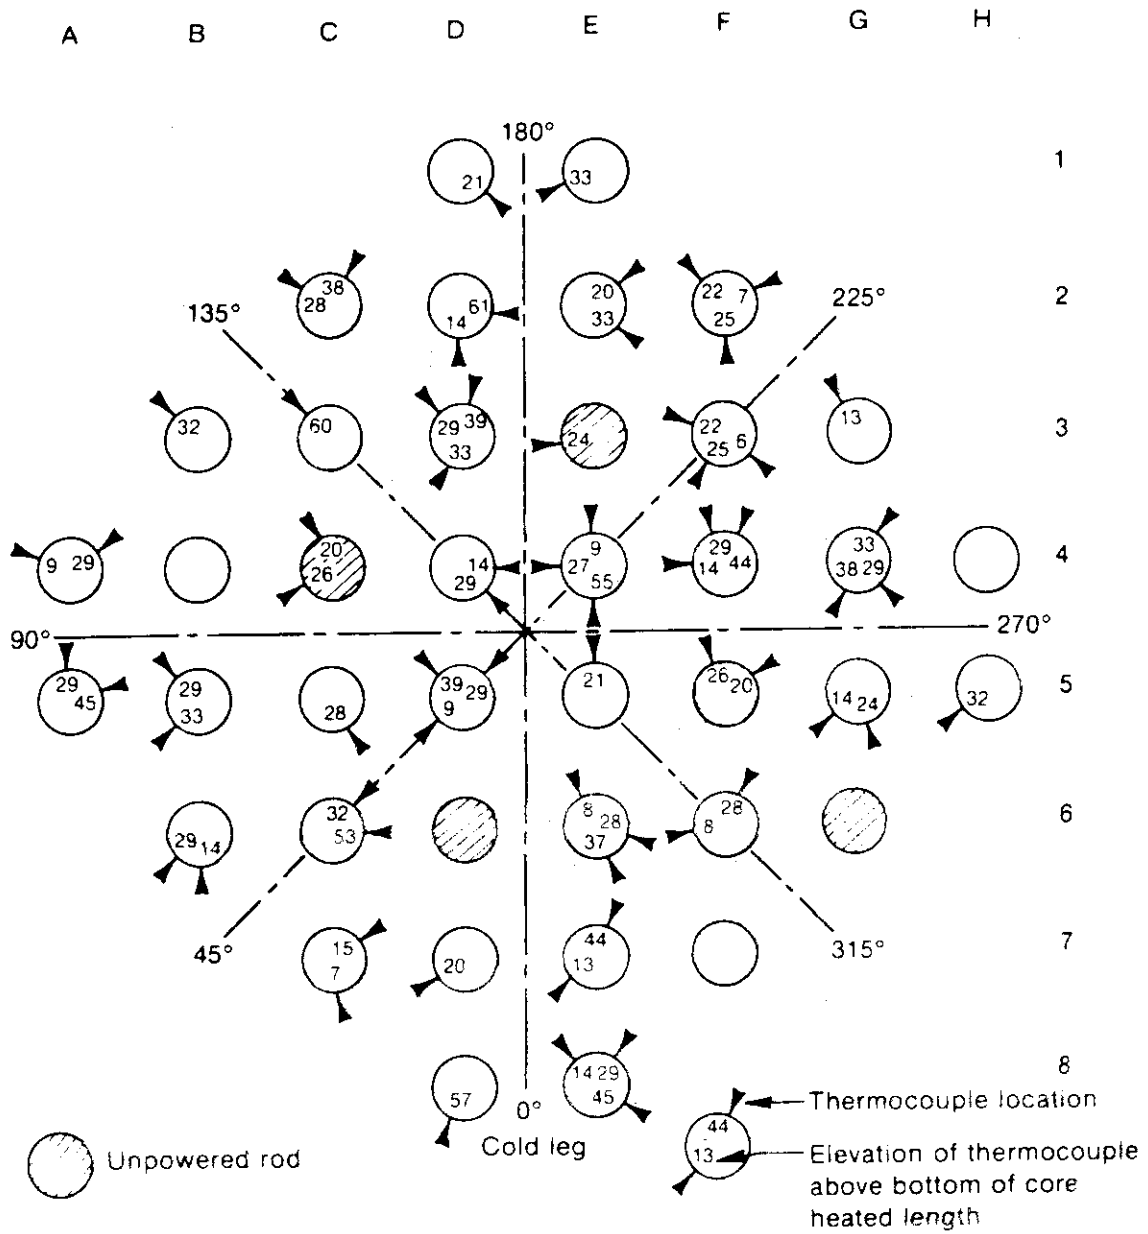 A B C D E F G H
180°
1
21 33
2
38 28 61 14 20 33 22 7 25
135° 225°
3
32 60 29 39 33 24 22 25 6 13
4
9 29 20 26 14 29 9 27 55 29 14 44 33 38 29
90° 270°
5
29 45 29 33 28 39 29 9 21 26 20 14 24 32
6
29 14 32 53 8 28 37 28 8
45° 315°
7
15 7 20 44 13
8
57 14 29 45
0°
Cold leg
Unpowered rod
44
13
Thermocouple location
Elevation of thermocouple
above bottom of core
heated length